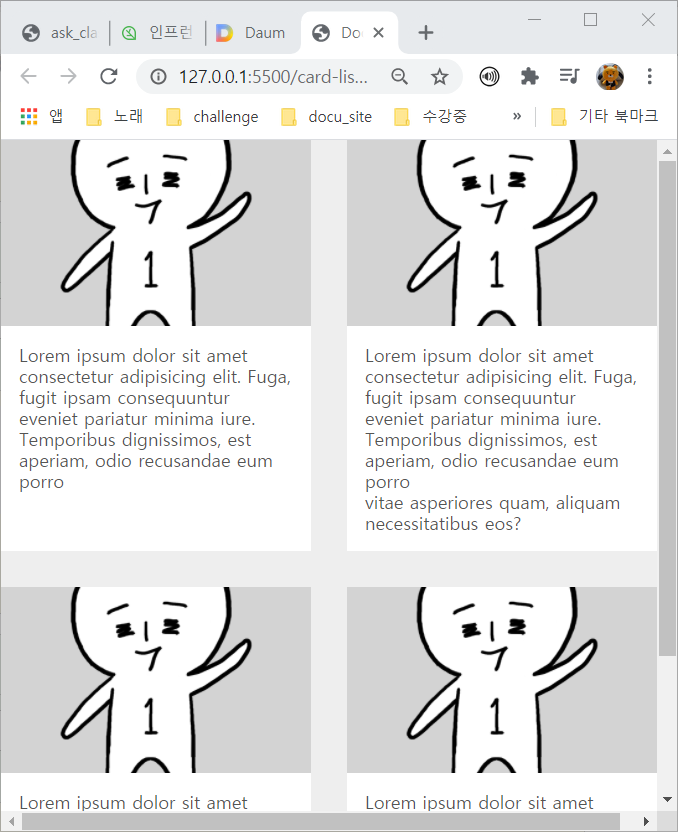 ask_cla
인프런
Daum
Doc
127.0.0.1:5500/card-lis...
앱
노래
challenge
docu_site
수강중
»
기타 북마크
1
1
Lorem ipsum dolor sit amet
consectetur adipisicing elit. Fuga,
fugit ipsam consequuntur
eveniet pariatur minima iure.
Temporibus dignissimos, est
aperiam, odio recusandae eum
porro
Lorem ipsum dolor sit amet
consectetur adipisicing elit. Fuga,
fugit ipsam consequuntur
eveniet pariatur minima iure.
Temporibus dignissimos, est
aperiam, odio recusandae eum
porro
vitae asperiores quam, aliquam
necessitatibus eos?
1
1
Lorem ipsum dolor sit amet
Lorem ipsum dolor sit amet